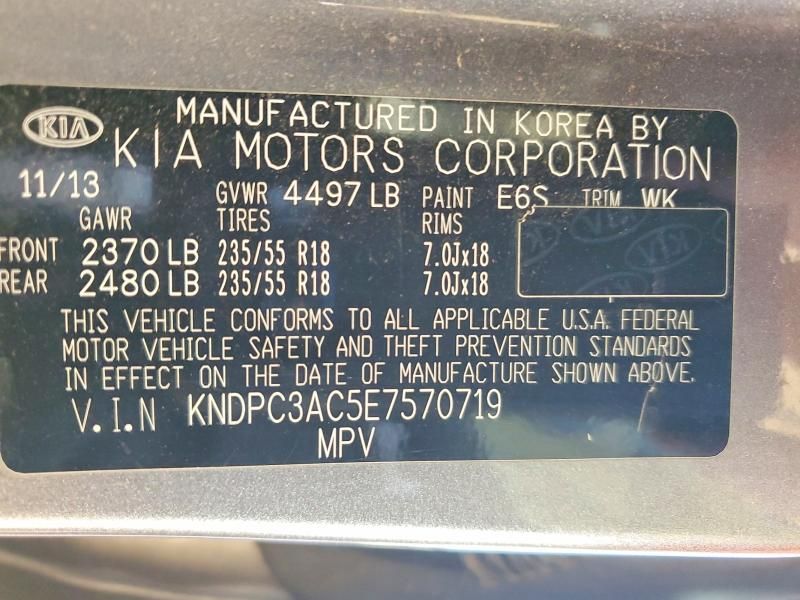 KIA
MANUFACTURED IN KOREA BY
KIA MOTORS CORPORATION
11/13 GVWR 4497 LB PAINT E6S TRIM WK
GAWR TIRES RIMS
FRONT 2370 LB 235/55 R18 7.0Jx18
REAR 2480 LB 235/55 R18 7.0Jx18
KIA
THIS VEHICLE CONFORMS TO ALL APPLICABLE U.S.A. FEDERAL
MOTOR VEHICLE SAFETY AND THEFT PREVENTION STANDARDS
IN EFFECT ON THE DATE OF MANUFACTURE SHOWN ABOVE.
V.I.N KNDPC3AC5E7570719
MPV